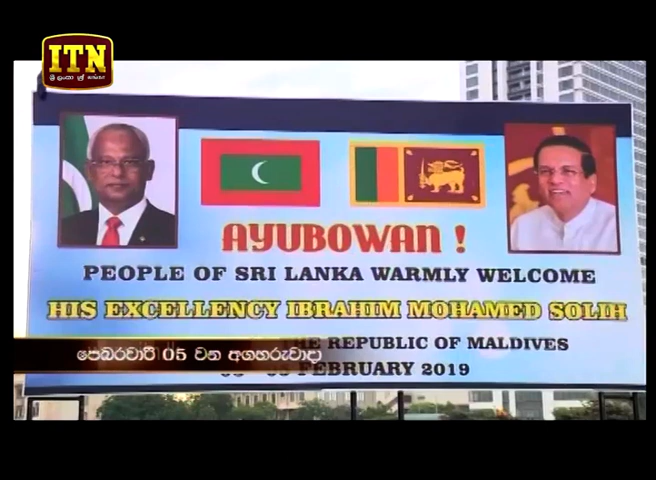 ITN
ශ්‍රී ලංකා
AYUBOWAN !
PEOPLE OF SRI LANKA WARMLY WELCOME
HIS EXCELLENCY IBRAHIM MOHAMED SOLIH
THE REPUBLIC OF MALDIVES
පෙබරවාරි 05 වන අඟහරුවාදා
FEBRUARY 2019